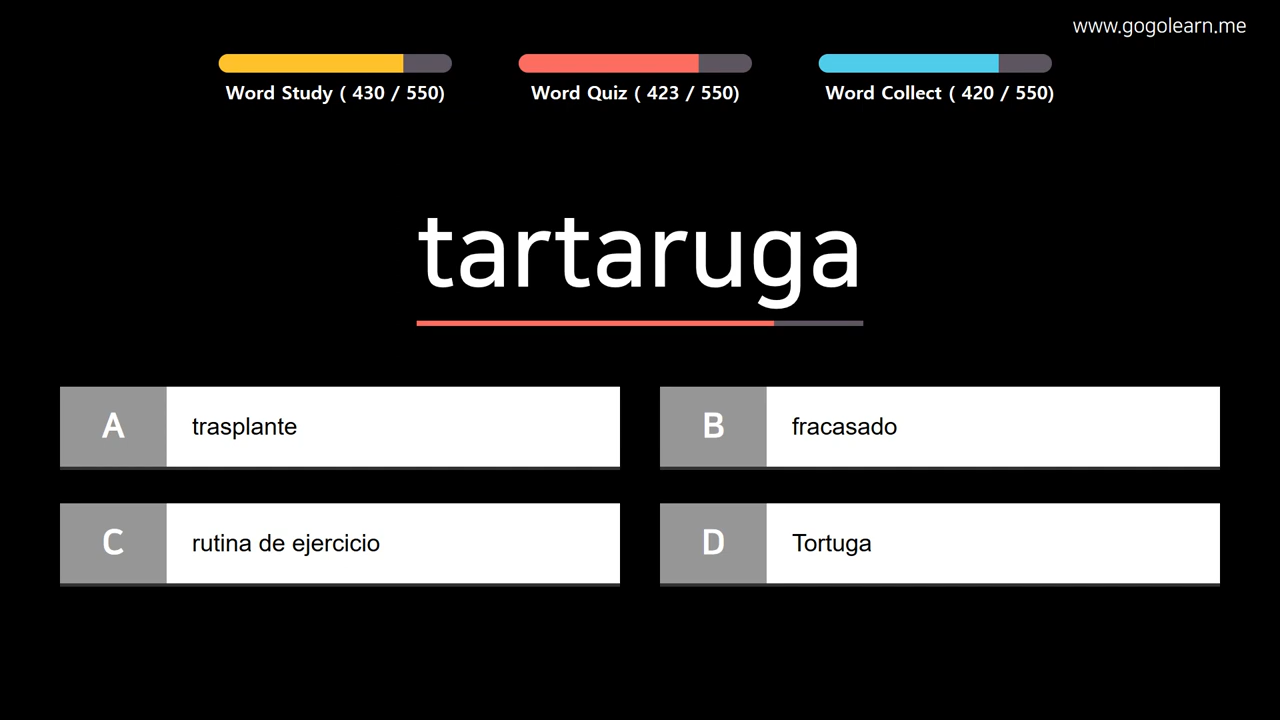 www.gogolearn.me
Word Study ( 430 / 550)
Word Quiz ( 423 / 550)
Word Collect ( 420 / 550)
tartaruga
A trasplante
B fracasado
C rutina de ejercicio
D Tortuga